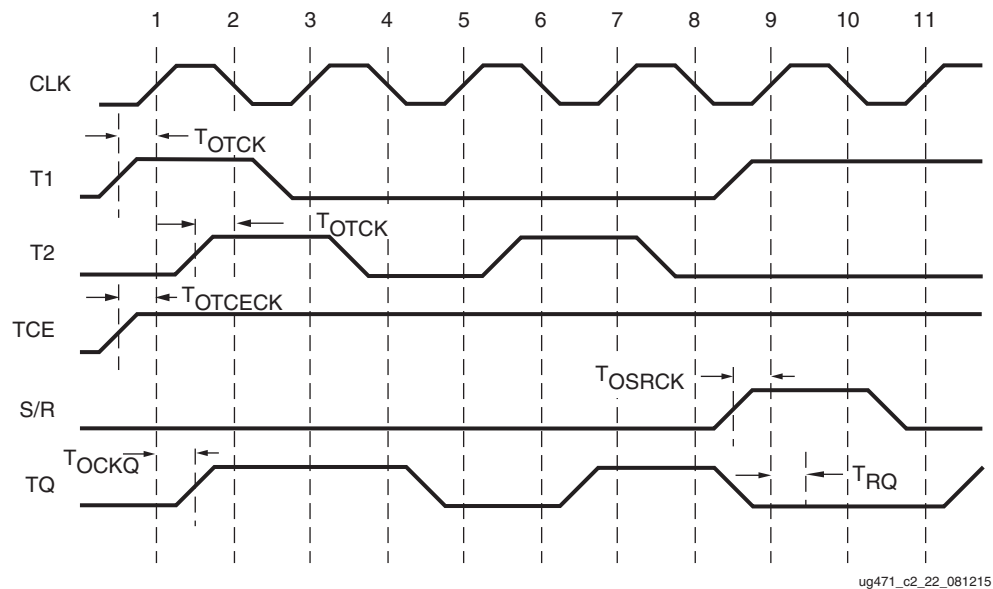 1 2 3 4 5 6 7 8 9 10 11
CLK
TOTCK
T1
TOTCK
T2
TOTCECK
TCE
TOSRCK
S/R
TOCKQ
TQ
TRQ
ug471_c2_22_081215